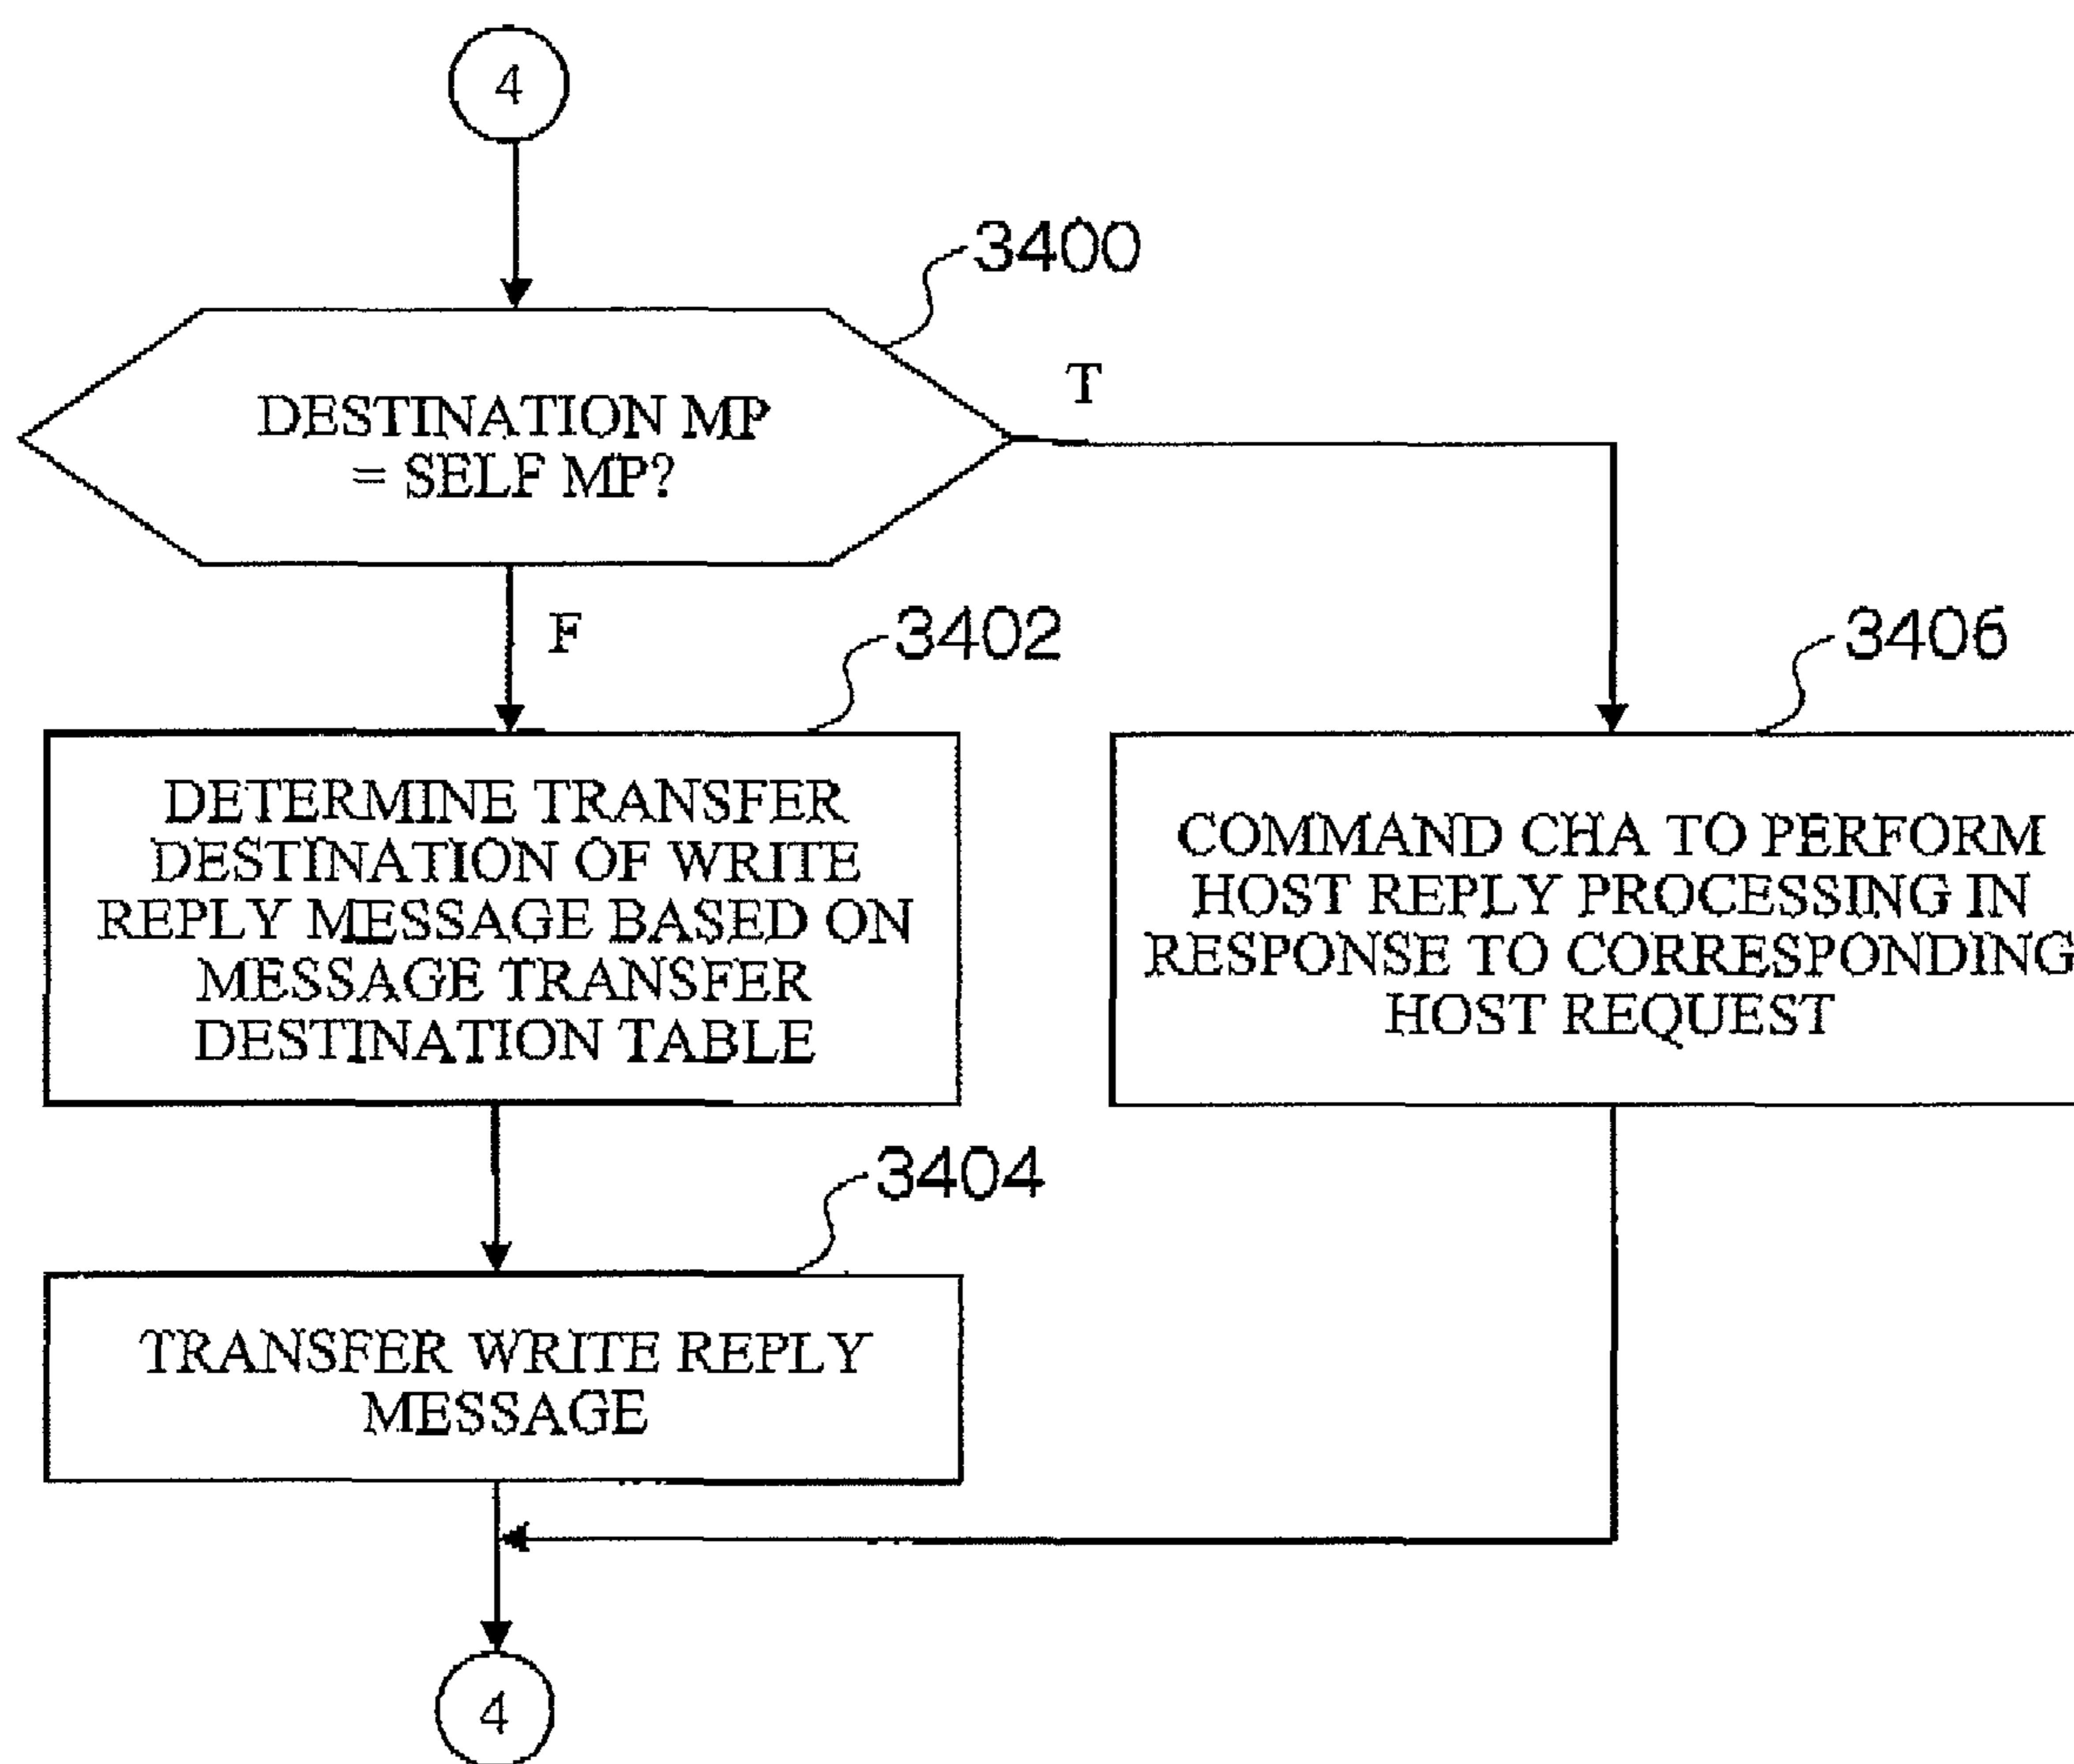 4
3400
DESTINATION MP
= SELF MP?
T
F
3402
DETERMINE TRANSFER
DESTINATION OF WRITE
REPLY MESSAGE BASED ON
MESSAGE TRANSFER
DESTINATION TABLE
3406
COMMAND CHA TO PERFORM
HOST REPLY PROCESSING IN
RESPONSE TO CORRESPONDING
HOST REQUEST
3404
TRANSFER WRITE REPLY
MESSAGE
4